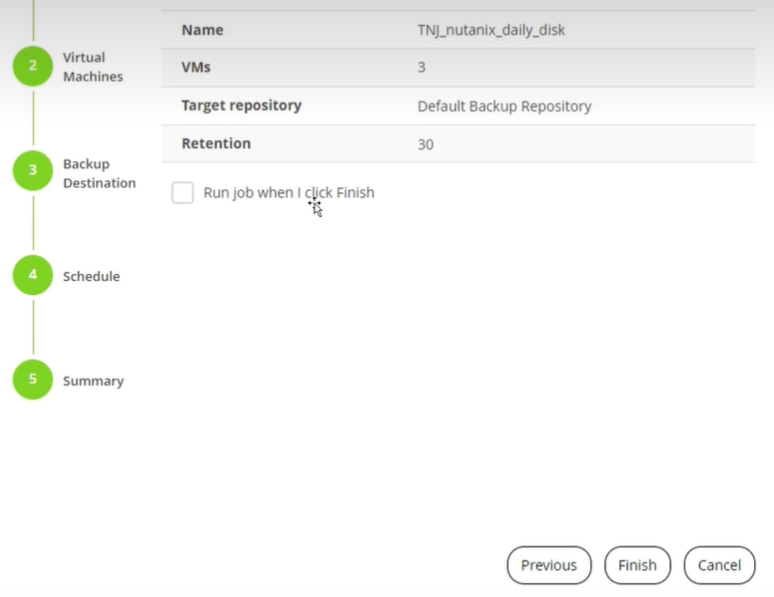 2 Virtual
Machines
3 Backup
Destination
4 Schedule
5 Summary
Name TNJ_nutanix_daily_disk
VMs 3
Target repository Default Backup Repository
Retention 30
Run job when I click Finish
Previous Finish Cancel